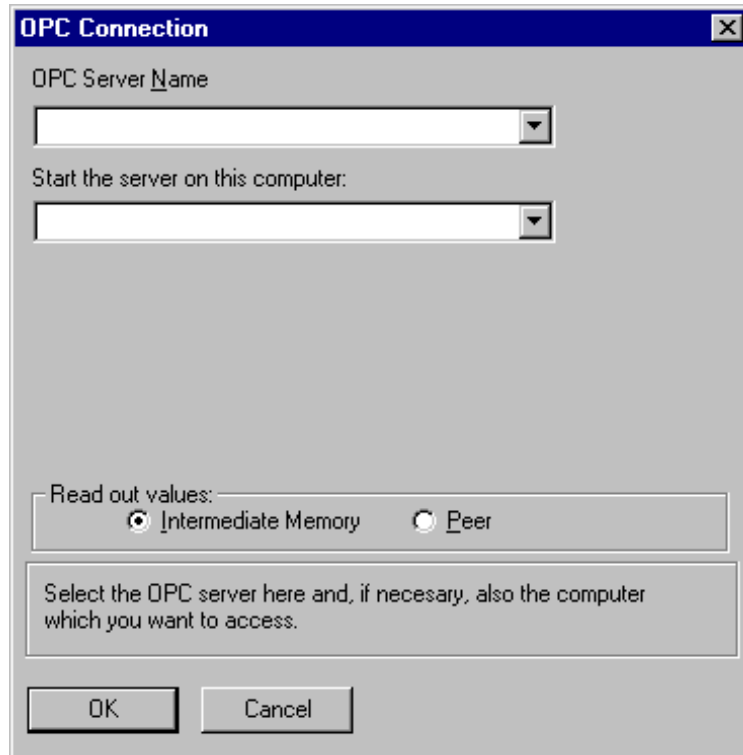 OPC Connection
OPC Server Name
Start the server on this computer:
Read out values:
Intermediate Memory Peer
Select the OPC server here and, if necesary, also the computer
which you want to access.
OK Cancel